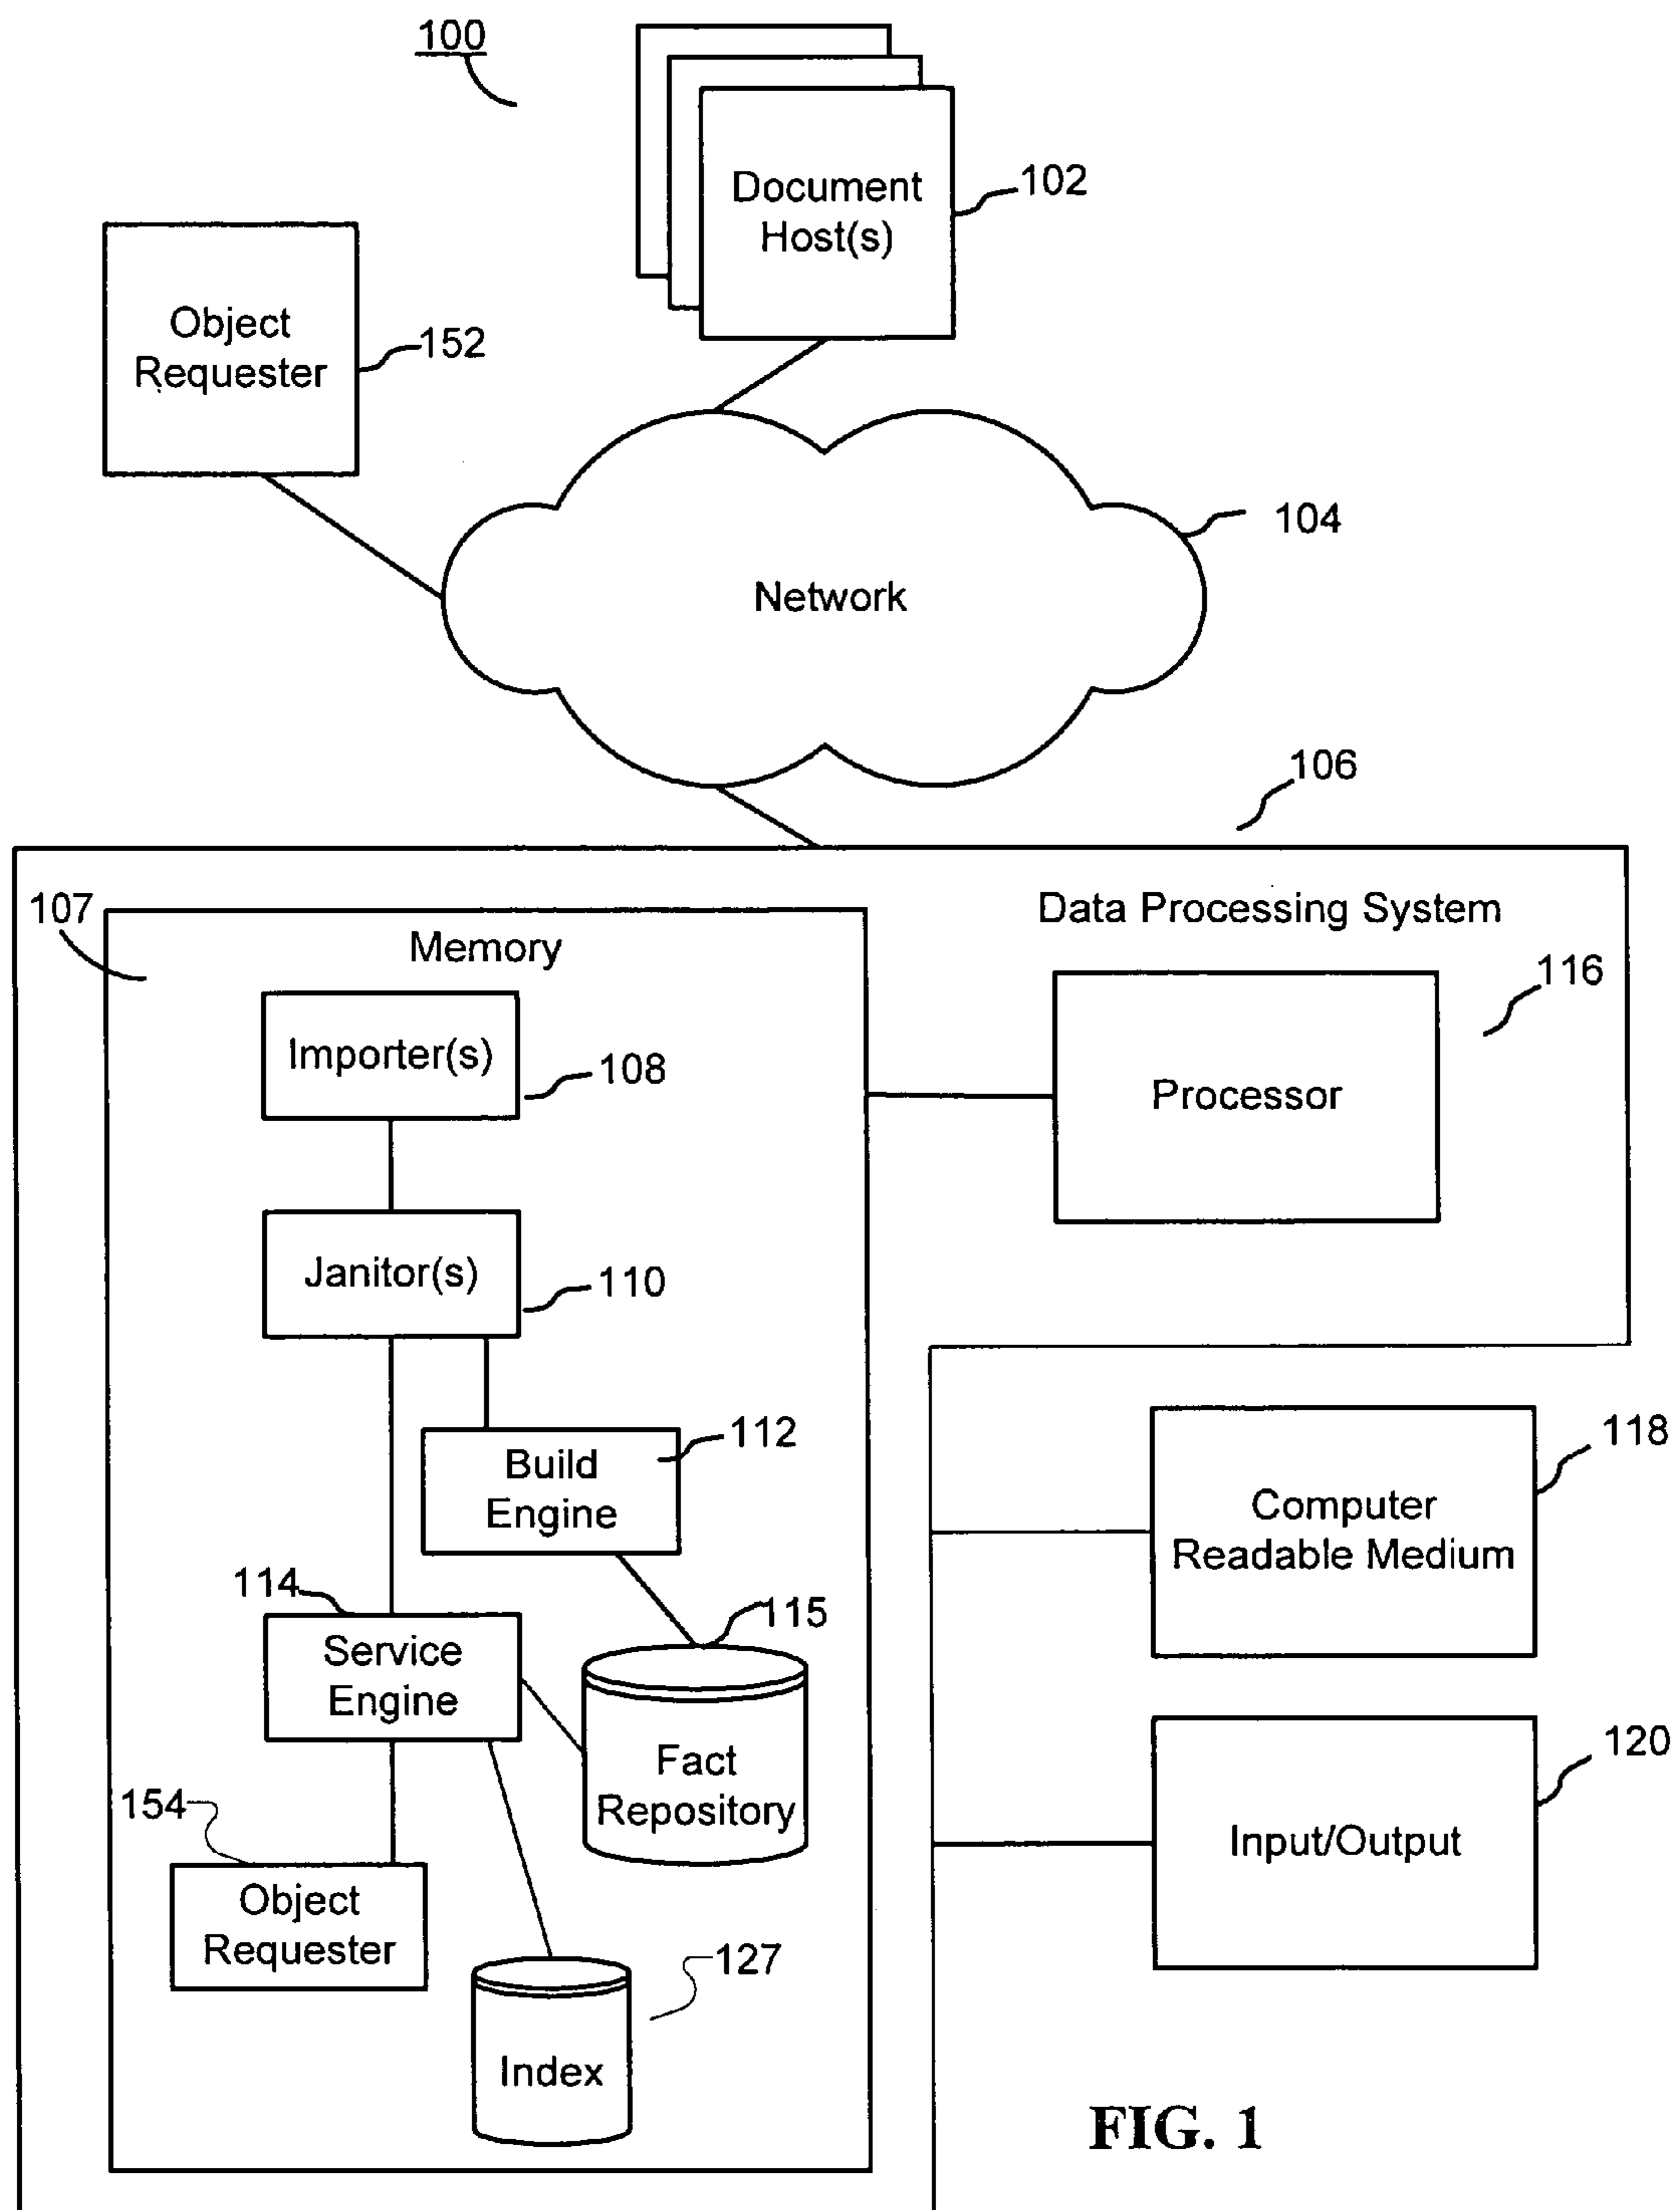 100
Document
Host(s)
102
Object
Requester
152
104
Network
106
Data Processing System
107
Memory
116
Importer(s)
108
Processor
Janitor(s)
110
112
Build
Engine
118
Computer
Readable Medium
114
115
Service
Engine
Fact
Repository
120
Input/Output
154
Object
Requester
127
Index
FIG. 1